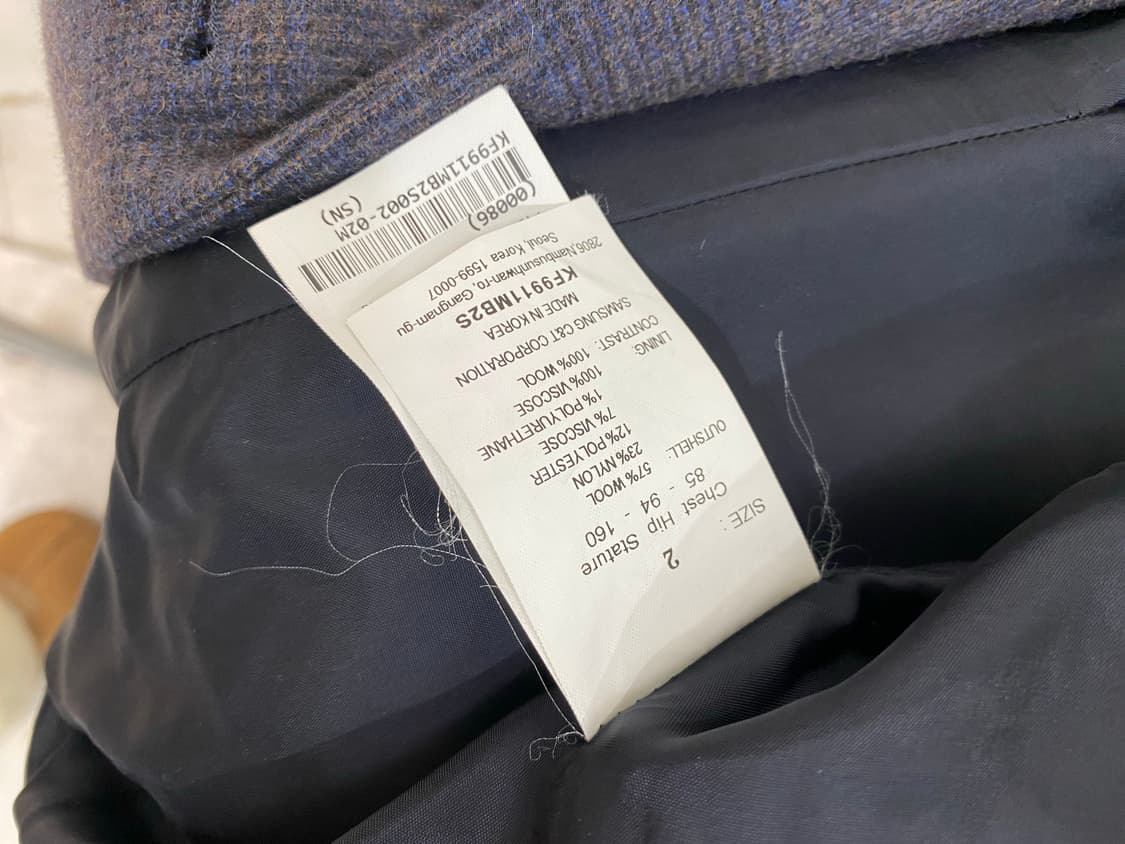 SIZE :
2
Chest Hip Stature
85 - 94 - 160
OUTSHELL:
57% WOOL
23% NYLON
12% POLYESTER
7% VISCOSE
1% POLYURETHANE
LINING:
100% VISCOSE
CONTRAST: 100% WOOL
SAMSUNG C&T CORPORATION
MADE IN KOREA
KF9911MB2S
2806,Nambusunhwan-ro, Gangnam-gu
Seoul, Korea 1599-0007
(00086)
KF9911MB2S002-02M
(SN)